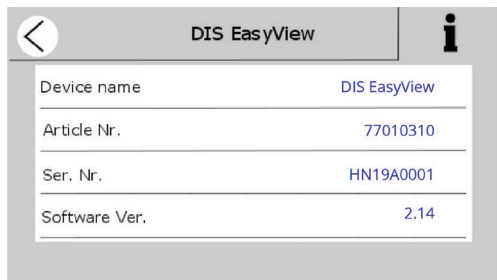 DIS EasyView
Device name DIS EasyView
Article Nr. 77010310
Ser. Nr. HN19A0001
Software Ver. 2.14